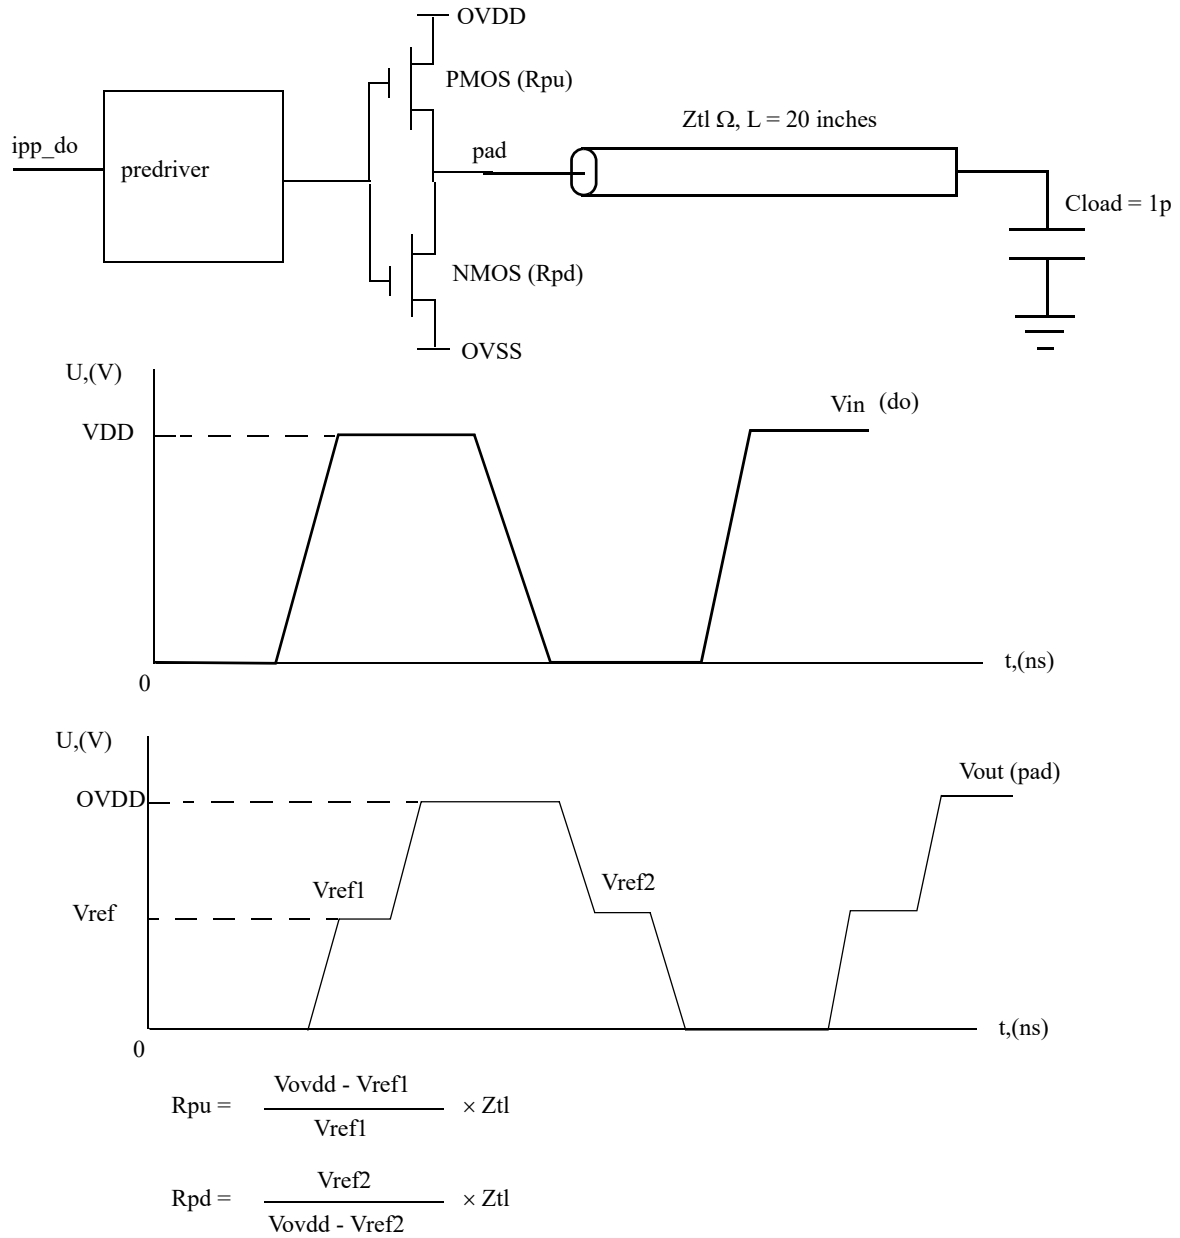 OVDD
PMOS (Rpu)
Ztl Ω, L = 20 inches
ipp_do
predriver
pad
Cload = 1p
NMOS (Rpd)
OVSS
U,(V)
VDD
Vin (do)
t,(ns)
0
U,(V)
OVDD
Vout (pad)
Vref1
Vref2
Vref
t,(ns)
0
Vovdd - Vref1
Rpu = × Ztl
Vref1
Vref2
Rpd = × Ztl
Vovdd - Vref2